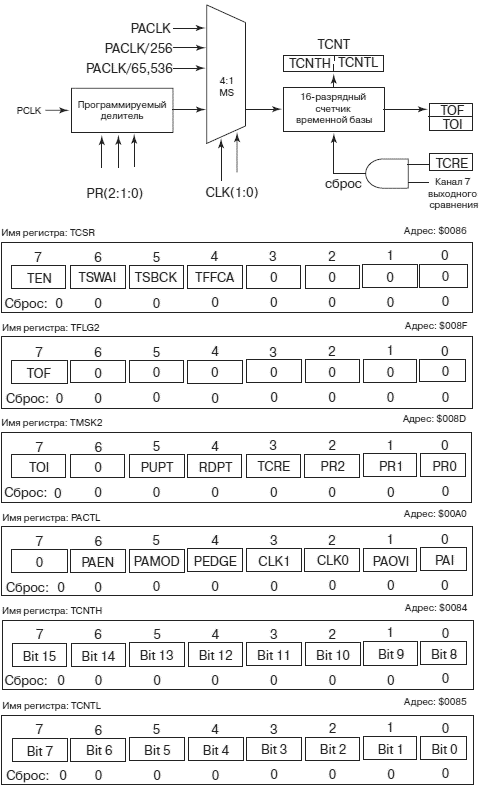 PACLK
PACLK/256
PACLK/65,536
4:1
MS
TCNT
TCNTH TCNTL
PCLK
Программируемый
делитель
16-разрядный
счетчик
временной базы
TOF
TOI
TCRE
сброс
Канал 7
выходного
сравнения
PR(2:1:0)
CLK(1:0)
Имя регистра: TCSR Адрес: $0086
7 6 5 4 3 2 1 0
TEN TSWAI TSBCK TFFCA 0 0 0 0
Сброс: 0 0 0 0 0 0 0 0
Имя регистра: TFLG2 Адрес: $008F
7 6 5 4 3 2 1 0
TOF 0 0 0 0 0 0 0
Сброс: 0 0 0 0 0 0 0 0
Имя регистра: TMSK2 Адрес: $008D
7 6 5 4 3 2 1 0
TOI 0 PUPT RDPT TCRE PR2 PR1 PR0
Сброс: 0 0 0 0 0 0 0 0
Имя регистра: PACTL Адрес: $00A0
7 6 5 4 3 2 1 0
0 PAEN PAMOD PEDGE CLK1 CLK0 PAOVI PAI
Сброс: 0 0 0 0 0 0 0 0
Имя регистра: TCNTH Адрес: $0084
7 6 5 4 3 2 1 0
Bit 15 Bit 14 Bit 13 Bit 12 Bit 11 Bit 10 Bit 9 Bit 8
Сброс: 0 0 0 0 0 0 0 0
Имя регистра: TCNTL Адрес: $0085
7 6 5 4 3 2 1 0
Bit 7 Bit 6 Bit 5 Bit 4 Bit 3 Bit 2 Bit 1 Bit 0
Сброс: 0 0 0 0 0 0 0 0